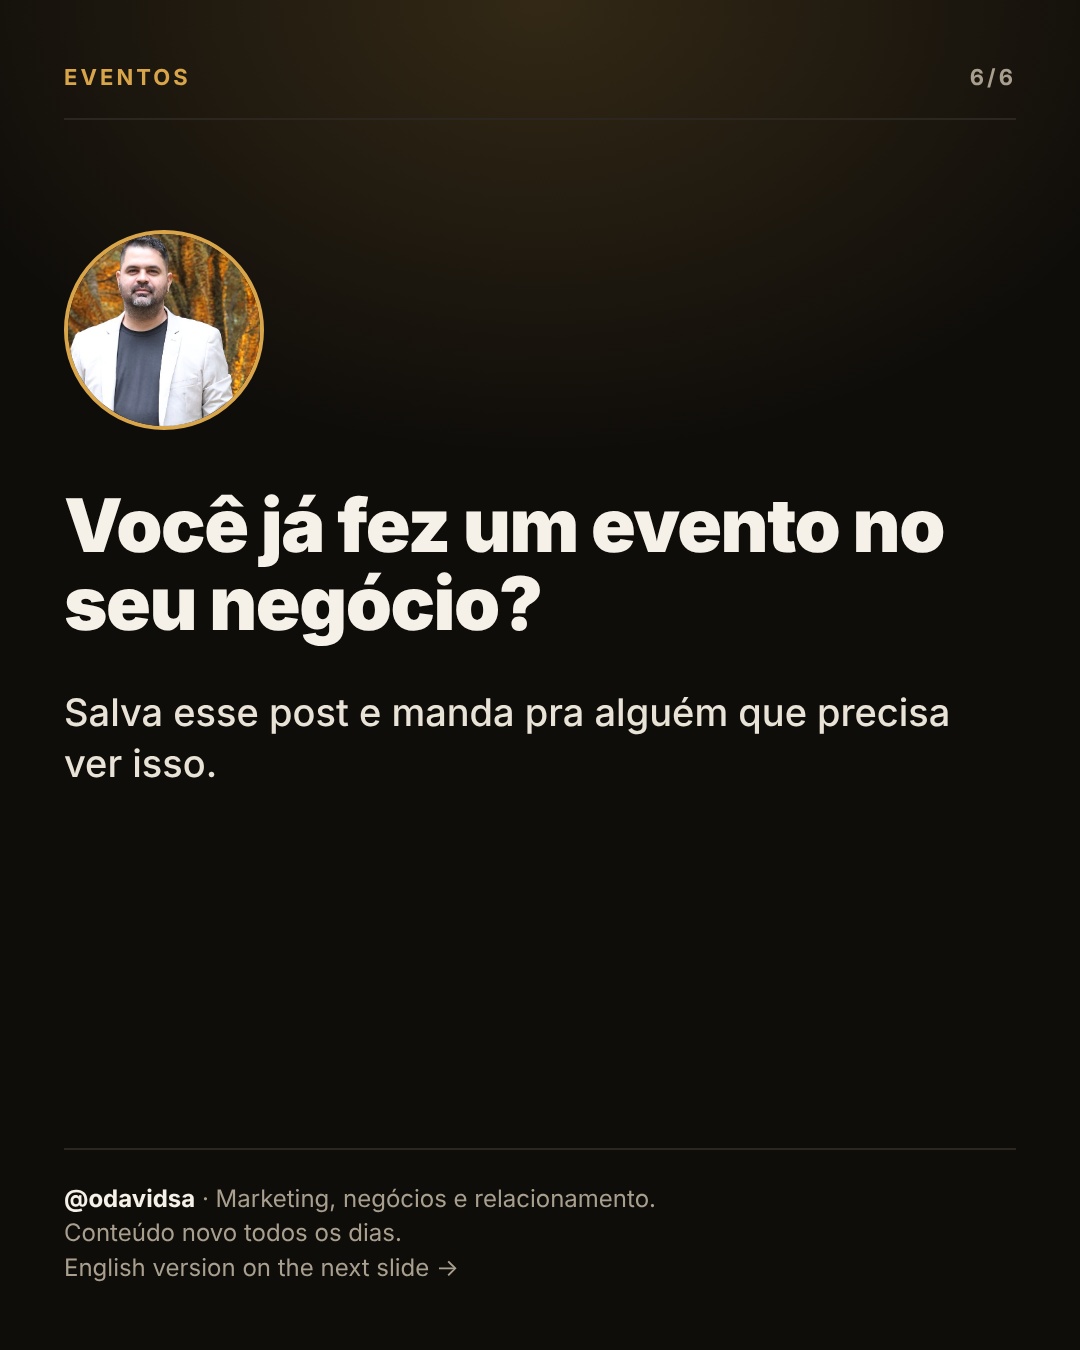 EVENTOS
6/6
Você já fez um evento no
seu negócio?
Salva esse post e manda pra alguém que precisa
ver isso.
@odavidsa · Marketing, negócios e relacionamento.
Conteúdo novo todos os dias.
English version on the next slide →